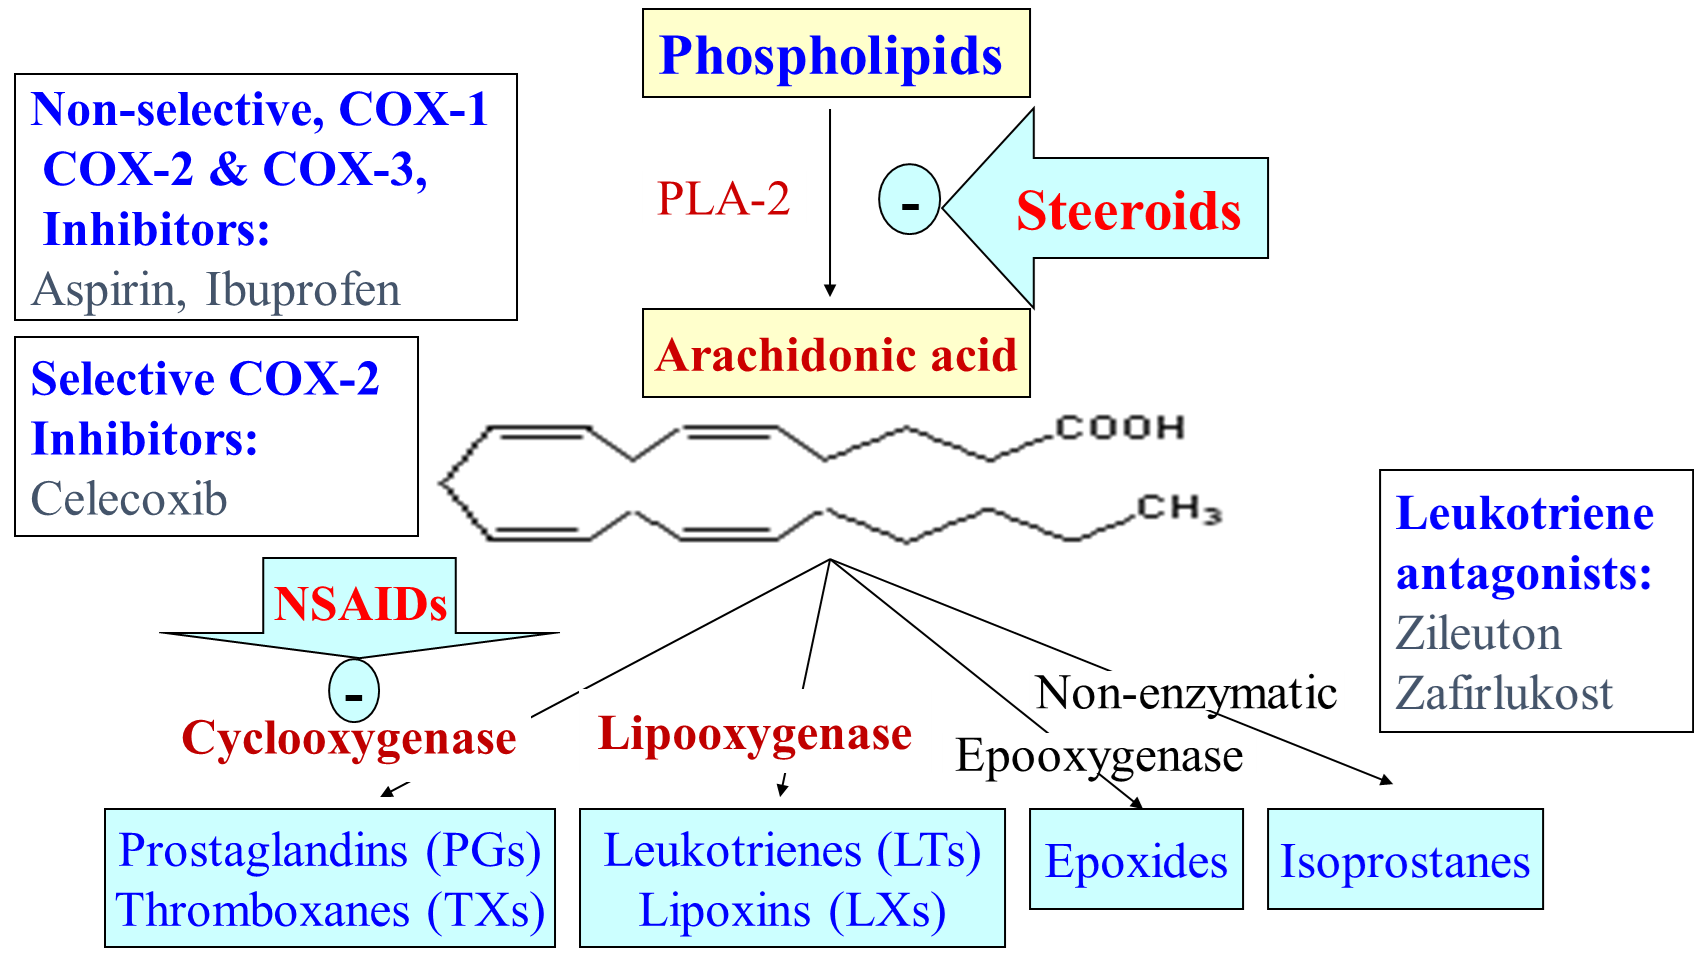 Phospholipids
Non-selective, COX-1
COX-2 & COX-3,
Inhibitors:
Aspirin, Ibuprofen
PLA-2
-
Steeroids
Arachidonic acid
Selective COX-2
Inhibitors:
Celecoxib
COOH
CH3
Leukotriene
antagonists:
Zileuton
Zafirlukost
NSAIDs
-
Cyclooxygenase
Lipooxygenase
Non-enzymatic
Epooxygenase
Prostaglandins (PGs)
Thromboxanes (TXs)
Leukotrienes (LTs)
Lipoxins (LXs)
Epoxides
Isoprostanes